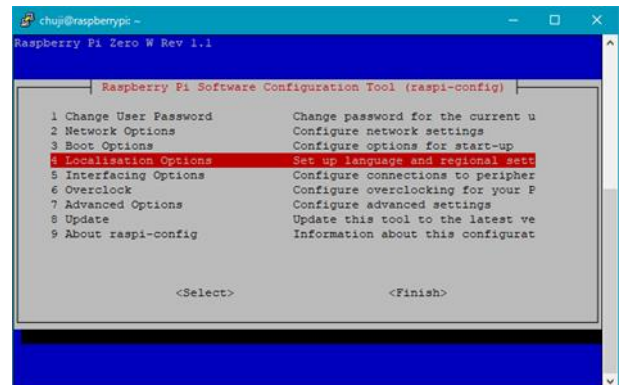 chuji@raspberrypi: ~
Raspberry Pi Zero W Rev 1.1
Raspberry Pi Software Configuration Tool (raspi-config)
1 Change User Password Change password for the current u
2 Network Options Configure network settings
3 Boot Options Configure options for start-up
4 Localisation Options Set up language and regional sett
5 Interfacing Options Configure connections to peripher
6 Overclock Configure overclocking for your P
7 Advanced Options Configure advanced settings
8 Update Update this tool to the latest ve
9 About raspi-config Information about this configurat
<Select> <Finish>